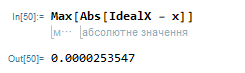 In[50]:= Max[Abs[IdealX - x]]
м⋯ абсолютне значення
Out[50]= 0.0000253547